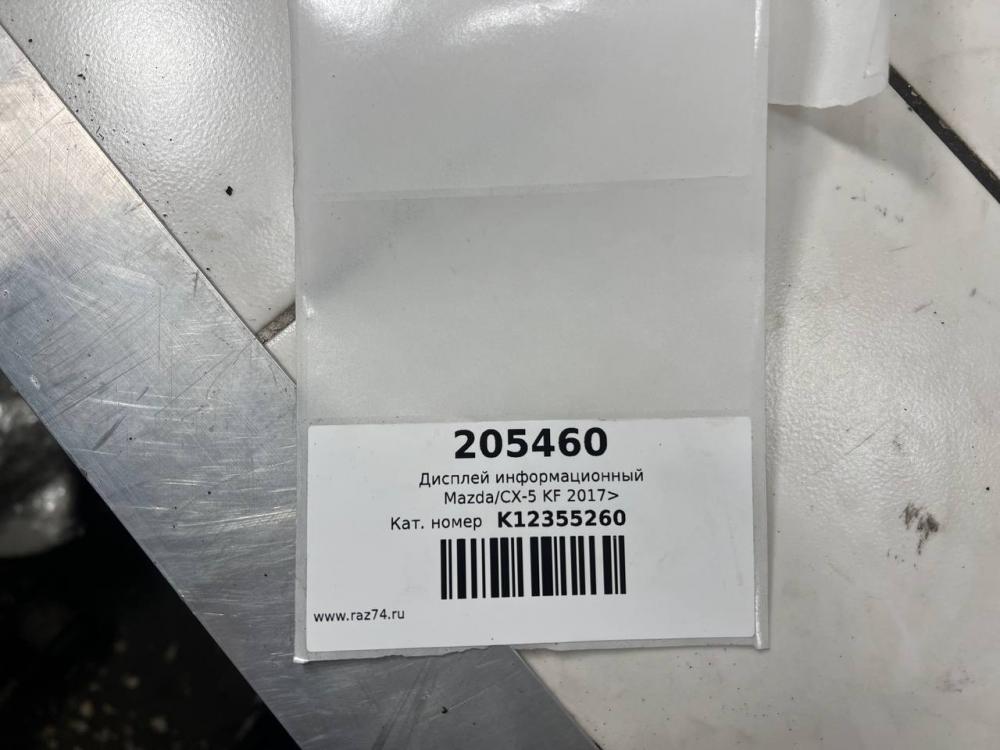 205460
Дисплей информационный
Mazda/CX-5 KF 2017>
Кат. номер K12355260
www.raz74.ru